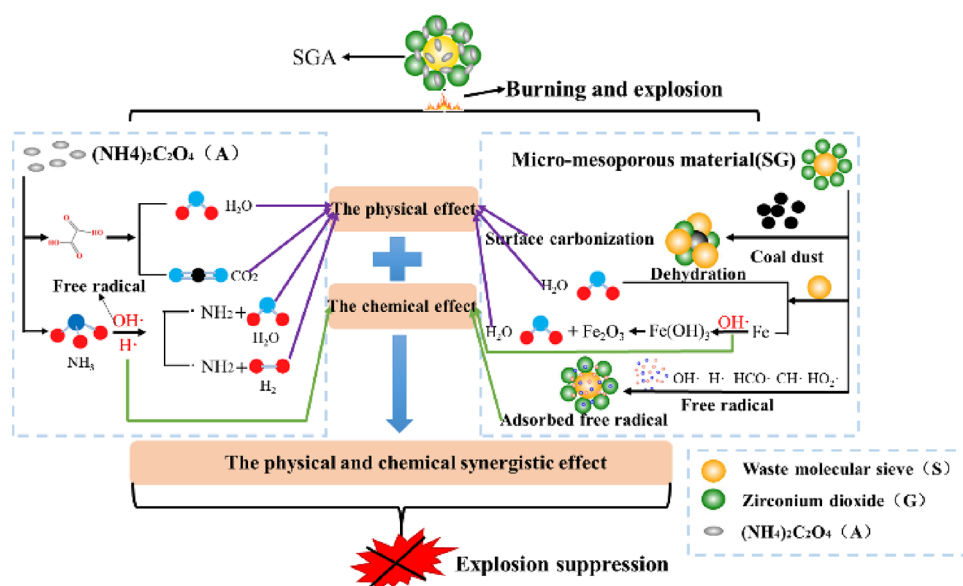 SGA
Burning and explosion
(NH4)₂C₂O₄（A）
Micro-mesoporous material(SG)
HO
O
O
HO
H₂O
CO₂
The physical effect
Surface carbonization
Dehydration
Coal dust
Free radical
OH·
H·
NH₃
· NH₂+
H₂O
· NH₂+
H₂
The chemical effect
H₂O
H₂O
+ Fe₂O₃
Fe(OH)₃
OH·
Fe
OH· H· HCO· CH· HO₂·
Free radical
Adsorbed free radical
The physical and chemical synergistic effect
Waste molecular sieve（S）
Zirconium dioxide（G）
(NH₄)₂C₂O₄（A）
Explosion suppression